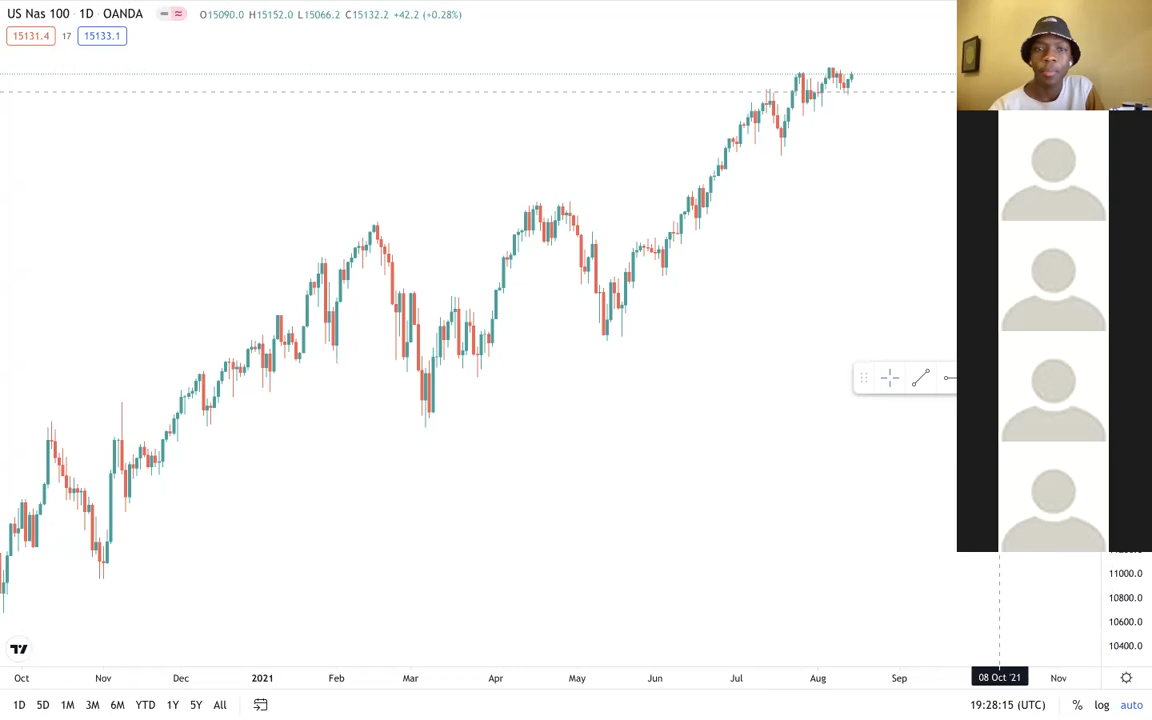 US Nas 100 · 1D · OANDA O15090.0 H15152.0 L15066.2 C15132.2 +42.2 (+0.28%)
15131.4 17 15133.1
11000.0
10800.0
10600.0
10400.0
Oct Nov Dec 2021 Feb Mar Apr May Jun Jul Aug Sep 08 Oct '21 Nov
1D 5D 1M 3M 6M YTD 1Y 5Y All 19:28:15 (UTC) % log auto